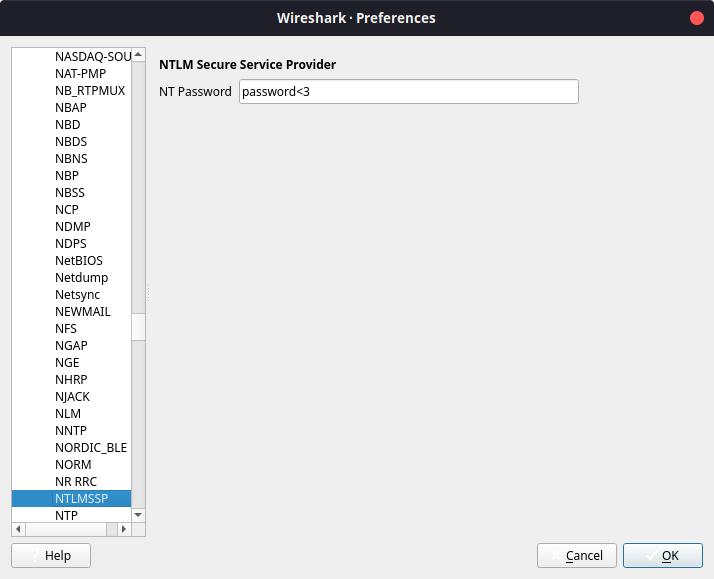 Wireshark · Preferences
NASDAQ-SOU
NAT-PMP
NB_RTPMUX
NBAP
NBD
NBDS
NBNS
NBP
NBSS
NCP
NDMP
NDPS
NetBIOS
Netdump
Netsync
NEWMAIL
NFS
NGAP
NGE
NHRP
NJACK
NLM
NNTP
NORDIC_BLE
NORM
NR RRC
NTLMSSP
NTP
NTLM Secure Service Provider
NT Password password<3
Help
Cancel
OK